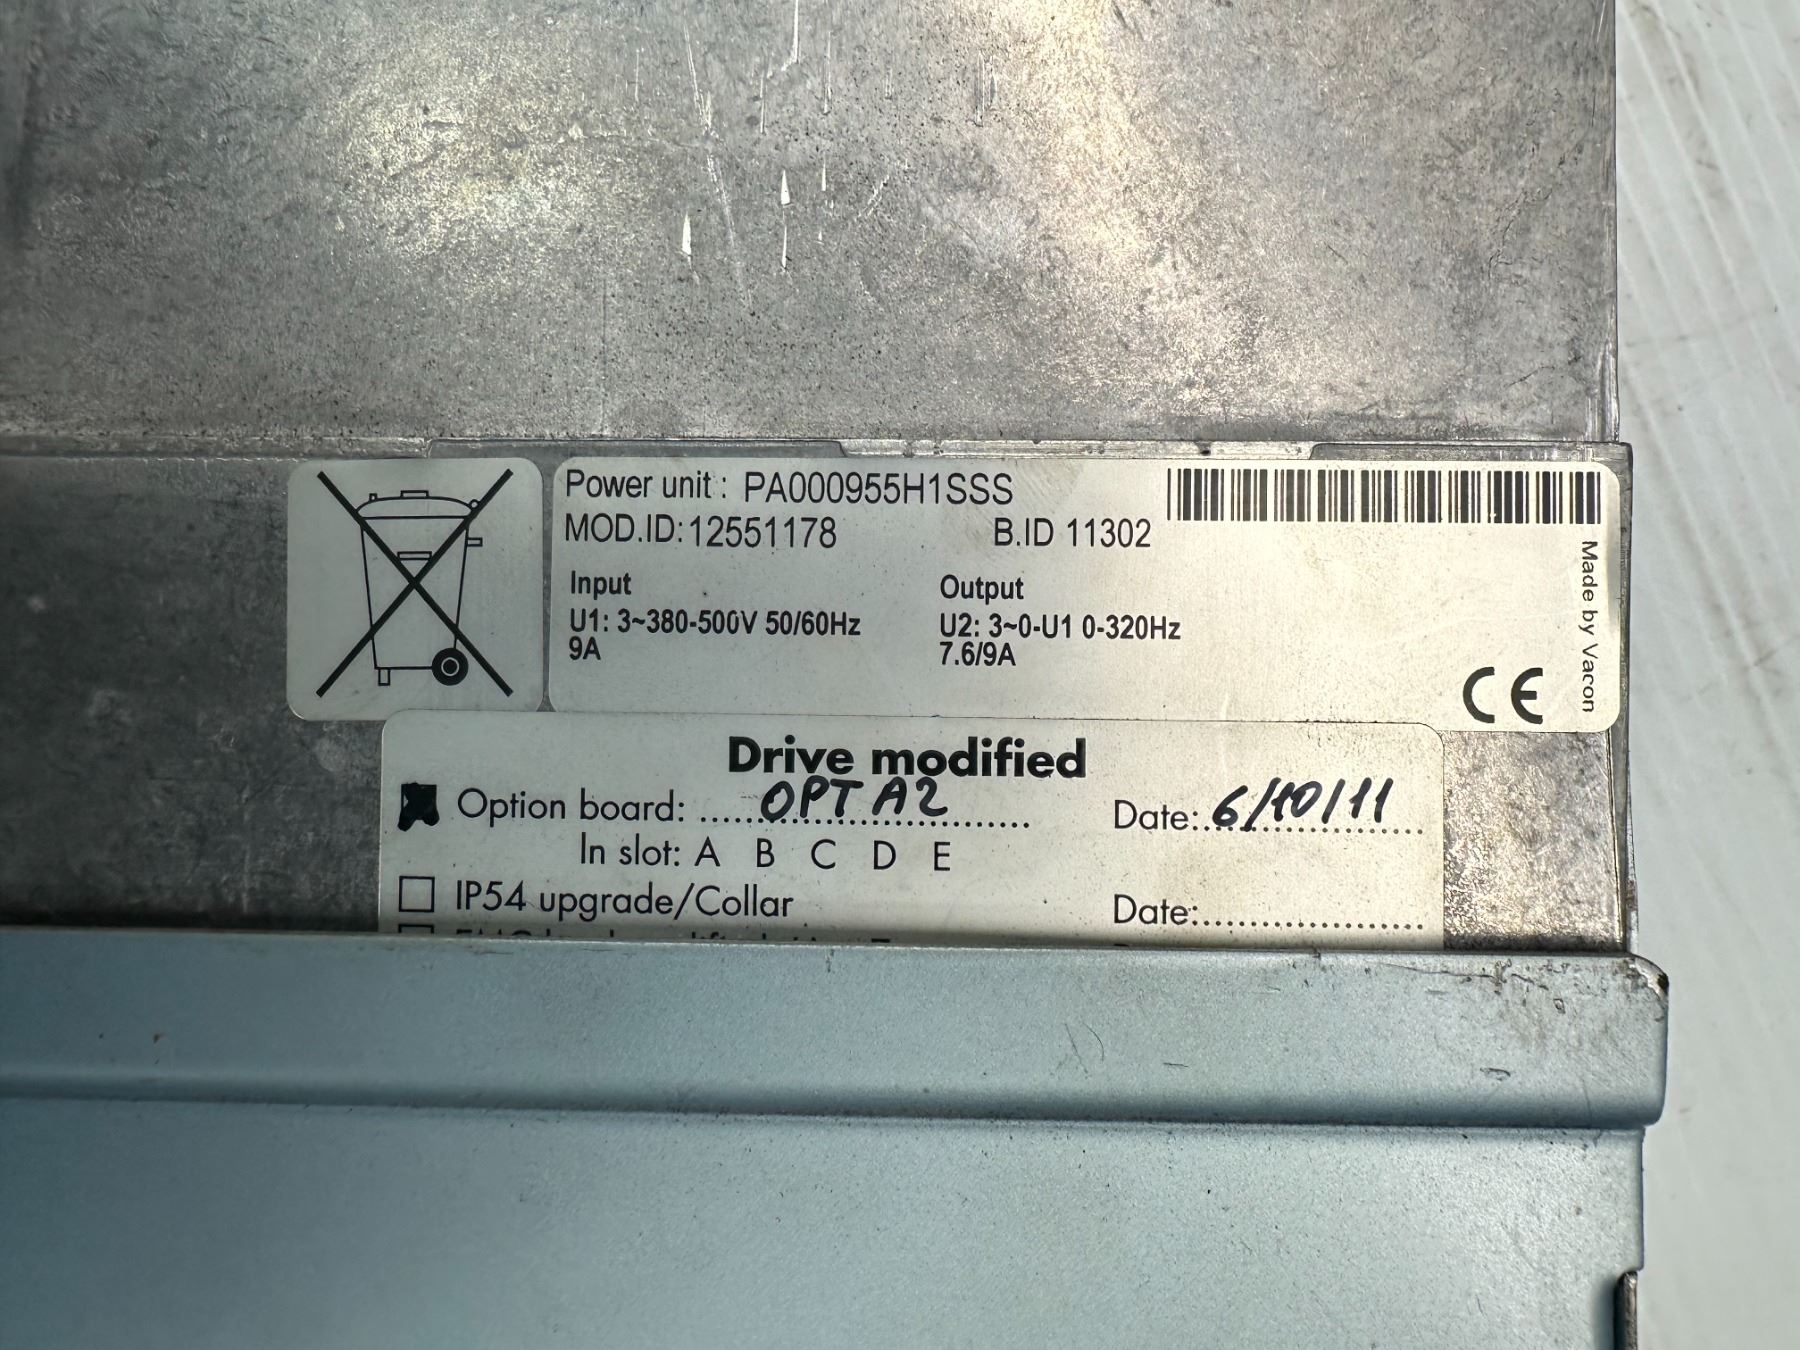 Power unit: PA000955H1SSS
MOD.ID: 12551178 B.ID 11302
Input Output
U1: 3~380-500V 50/60Hz U2: 3~0-U1 0-320Hz
9A 7.6/9A
Made by Vacon
CE
Drive modified
Option board: OPT A2 Date: 6/10/11
In slot: A B C D E
IP54 upgrade/Collar Date: